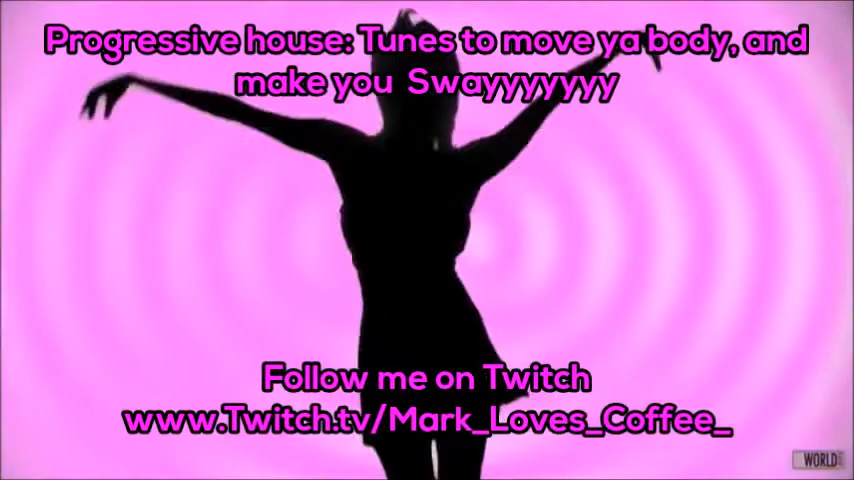 Progressive house: Tunes to move ya body, and
make you Swayyyyyyy
Follow me on Twitch
www.Twitch.tv/Mark_Loves_Coffee_
WORLD